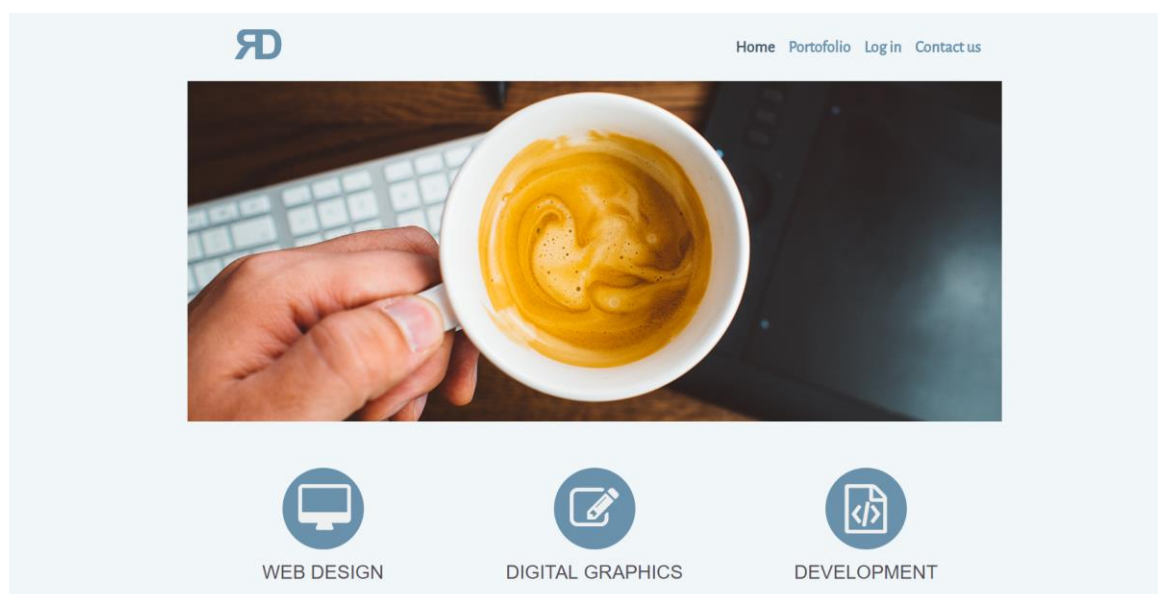 ЯD
Home Portofolio Log in Contact us
WEB DESIGN
DIGITAL GRAPHICS
DEVELOPMENT